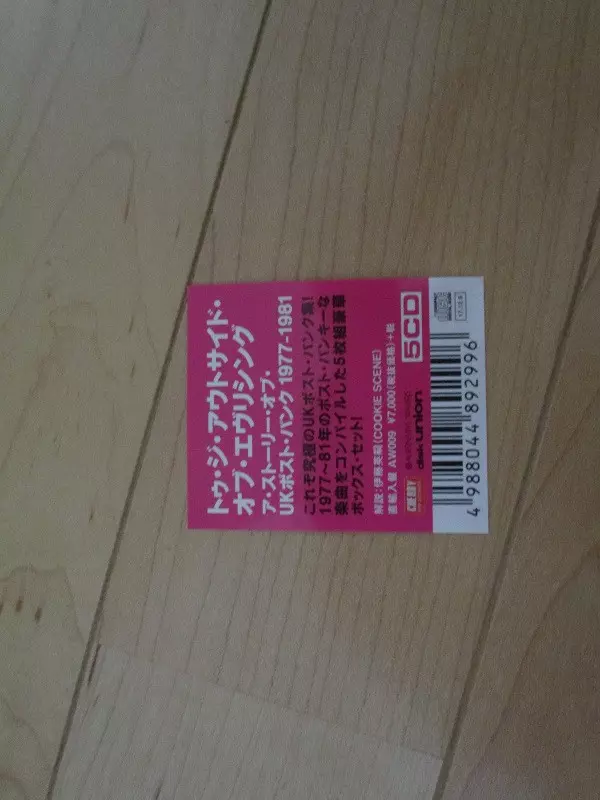 トゥ・ジ・アウトサイド・
オブ・エヴリシング
ア・ストーリー・オブ・
UKポスト・パンク 1977-1981
これぞ究極のUKポスト・パンク集!
1977〜81年のポスト・パンキーな
楽曲をコンパイルした5枚組豪華
ボックス・セット!
解説:伊藤英嗣(COOKIE SCENE)
直輸入盤 AW009 ¥7,000(税抜価格)+税
5CD
CHERRY
diskunion
4 988044 892996